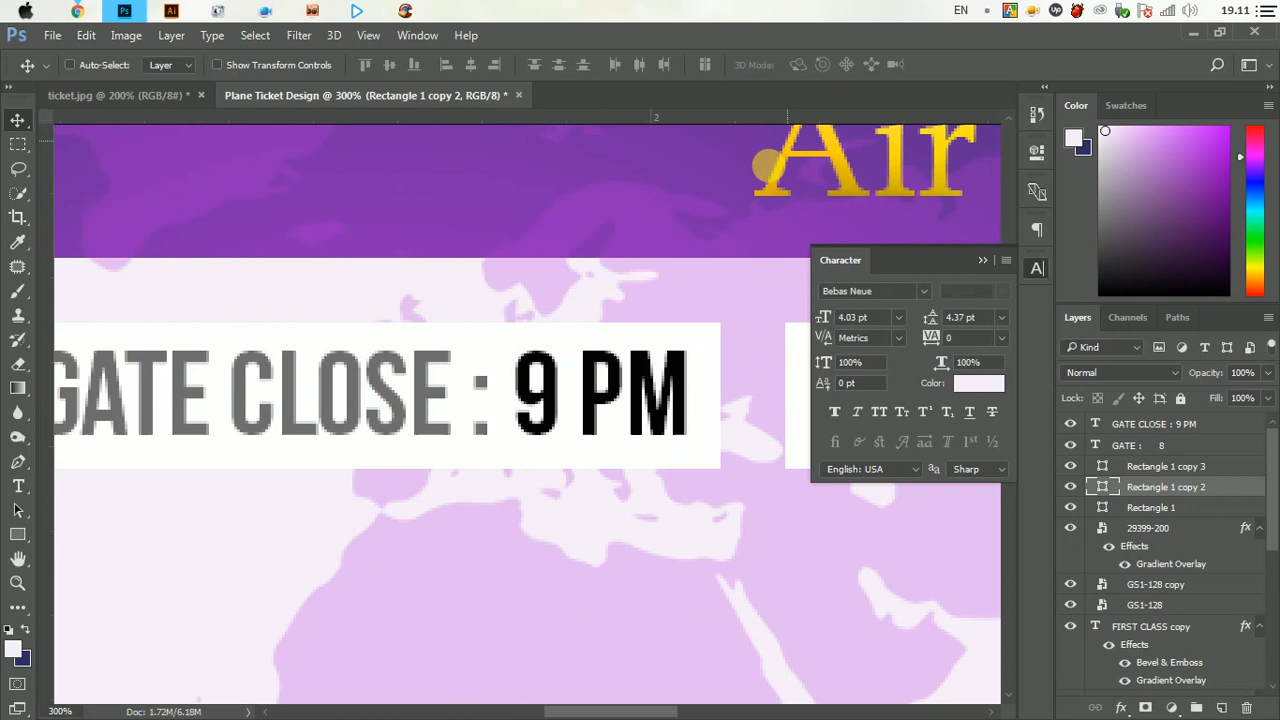 EN
19.11
Ps
File Edit Image Layer Type Select Filter 3D View Window Help
Auto-Select: Layer Show Transform Controls 3D Mode:
ticket.jpg @ 200% (RGB/8#) * Plane Ticket Design @ 300% (Rectangle 1 copy 2, RGB/8) *
2
Air
GATE CLOSE : 9 PM
Character
Bebas Neue
4.03 pt 4.37 pt
Metrics 0
100% 100%
0 pt Color:
English: USA Sharp
Color Swatches
Layers Channels Paths
Kind
Normal Opacity: 100%
Lock: Fill: 100%
GATE CLOSE : 9 PM
GATE : 8
Rectangle 1 copy 3
Rectangle 1 copy 2
Rectangle 1
29399-200 fx
Effects
Gradient Overlay
GS1-128 copy
GS1-128
FIRST CLASS copy fx
Effects
Bevel & Emboss
Gradient Overlay
300% Doc: 1.72M/6.18M